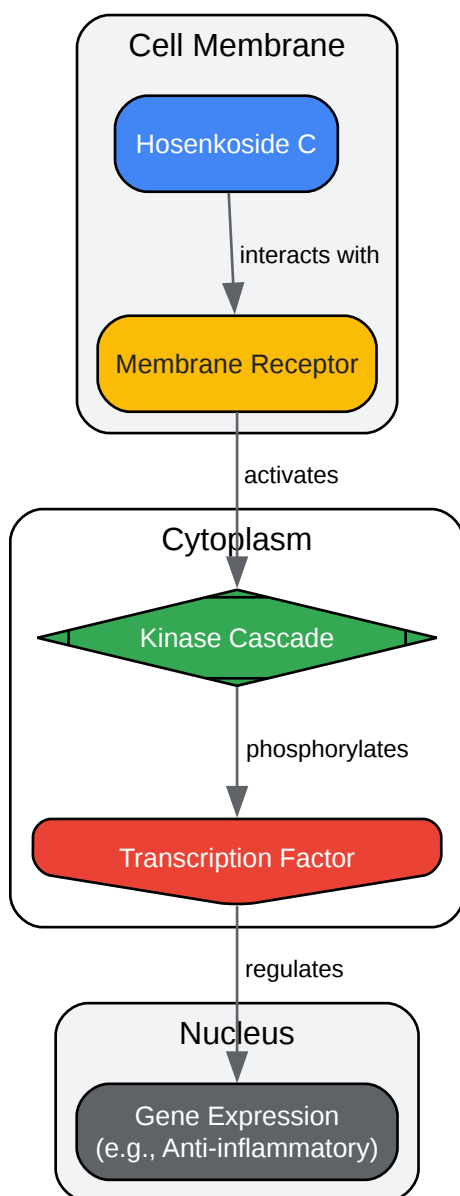 Cell Membrane
Hosenkoside C
interacts with
Membrane Receptor
activates
Cytoplasm
Kinase Cascade
phosphorylates
Transcription Factor
regulates
Nucleus
Gene Expression
(e.g., Anti-inflammatory)